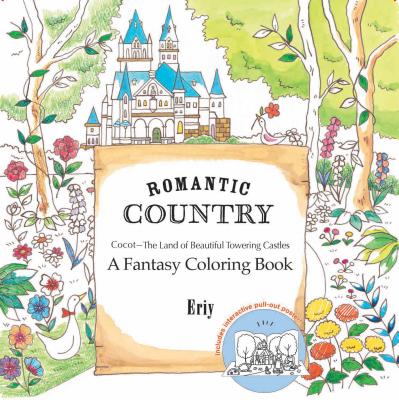 ROMANTIC
COUNTRY
Cocot—The Land of Beautiful Towering Castles
A Fantasy Coloring Book
Eriy
Includes interactive pull-out poster